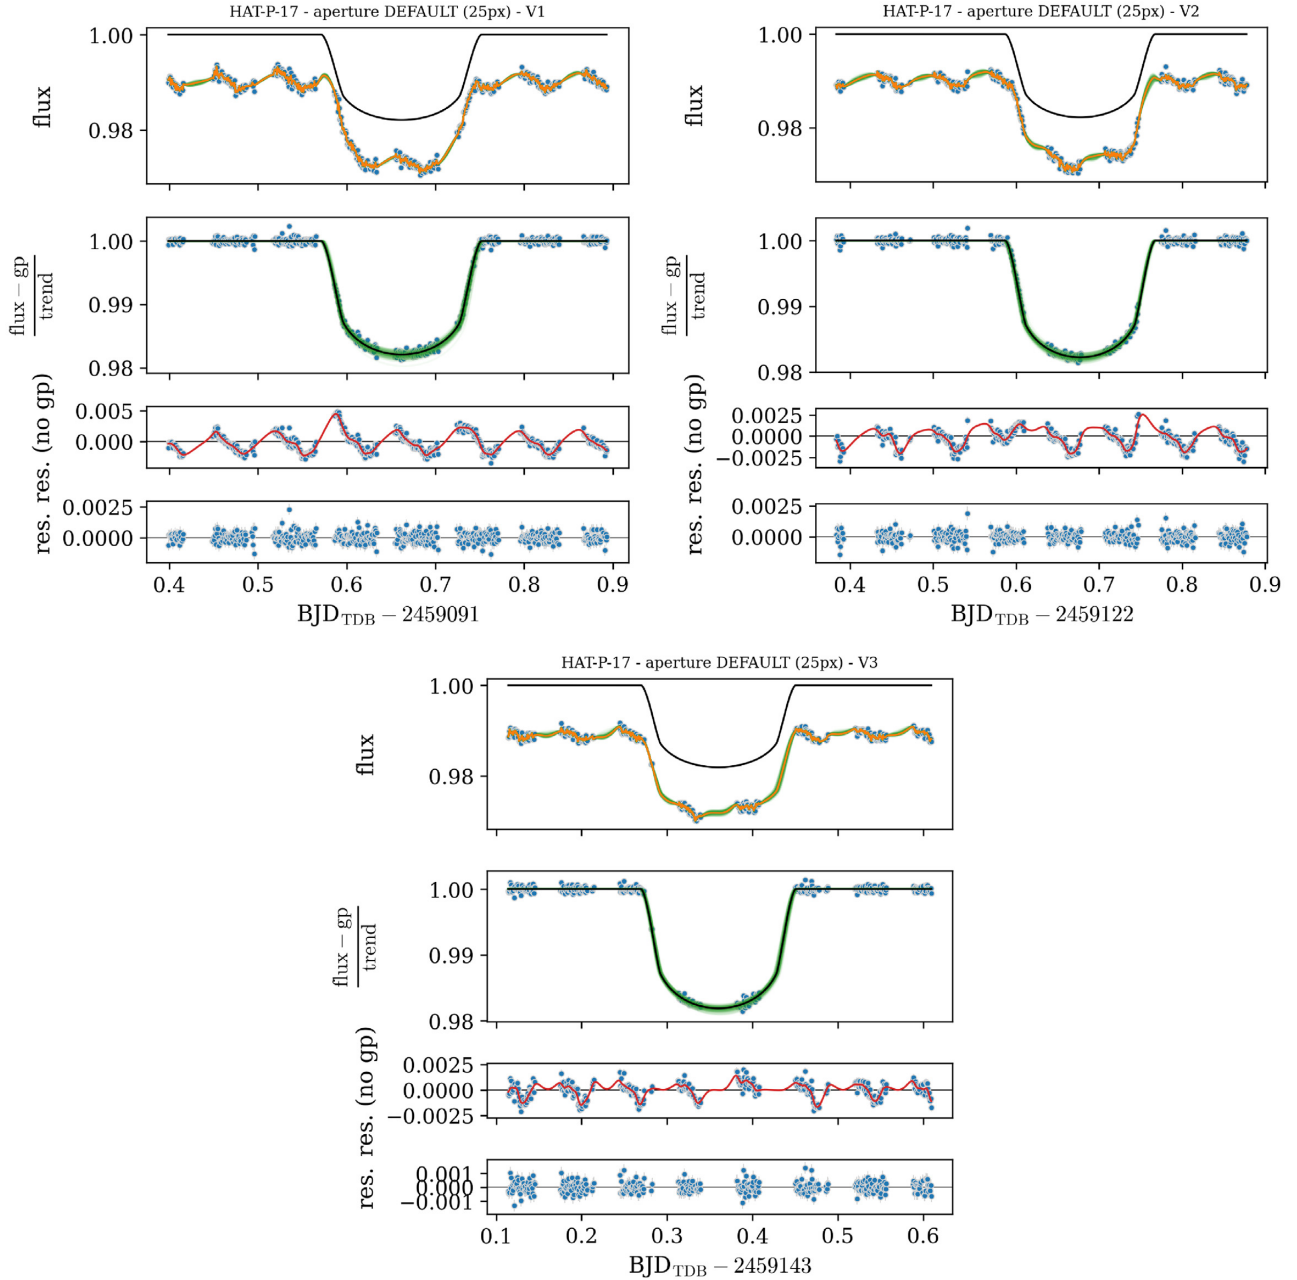 HAT-P-17 - aperture DEFAULT (25px) - V1
flux
1.00
0.98
flux − gp
trend
1.00
0.99
0.98
res. (no gp)
0.005
0.000
res.
0.0025
0.0000
0.4 0.5 0.6 0.7 0.8 0.9
BJD_TDB − 2459091
HAT-P-17 - aperture DEFAULT (25px) - V2
flux
1.00
0.98
flux − gp
trend
1.00
0.99
0.98
res. (no gp)
0.0025
0.0000
−0.0025
res.
0.0025
0.0000
0.4 0.5 0.6 0.7 0.8 0.9
BJD_TDB − 2459122
HAT-P-17 - aperture DEFAULT (25px) - V3
flux
1.00
0.98
flux − gp
trend
1.00
0.99
0.98
res. (no gp)
0.0025
0.0000
−0.0025
res.
0.001
0.000
−0.001
0.1 0.2 0.3 0.4 0.5 0.6
BJD_TDB − 2459143